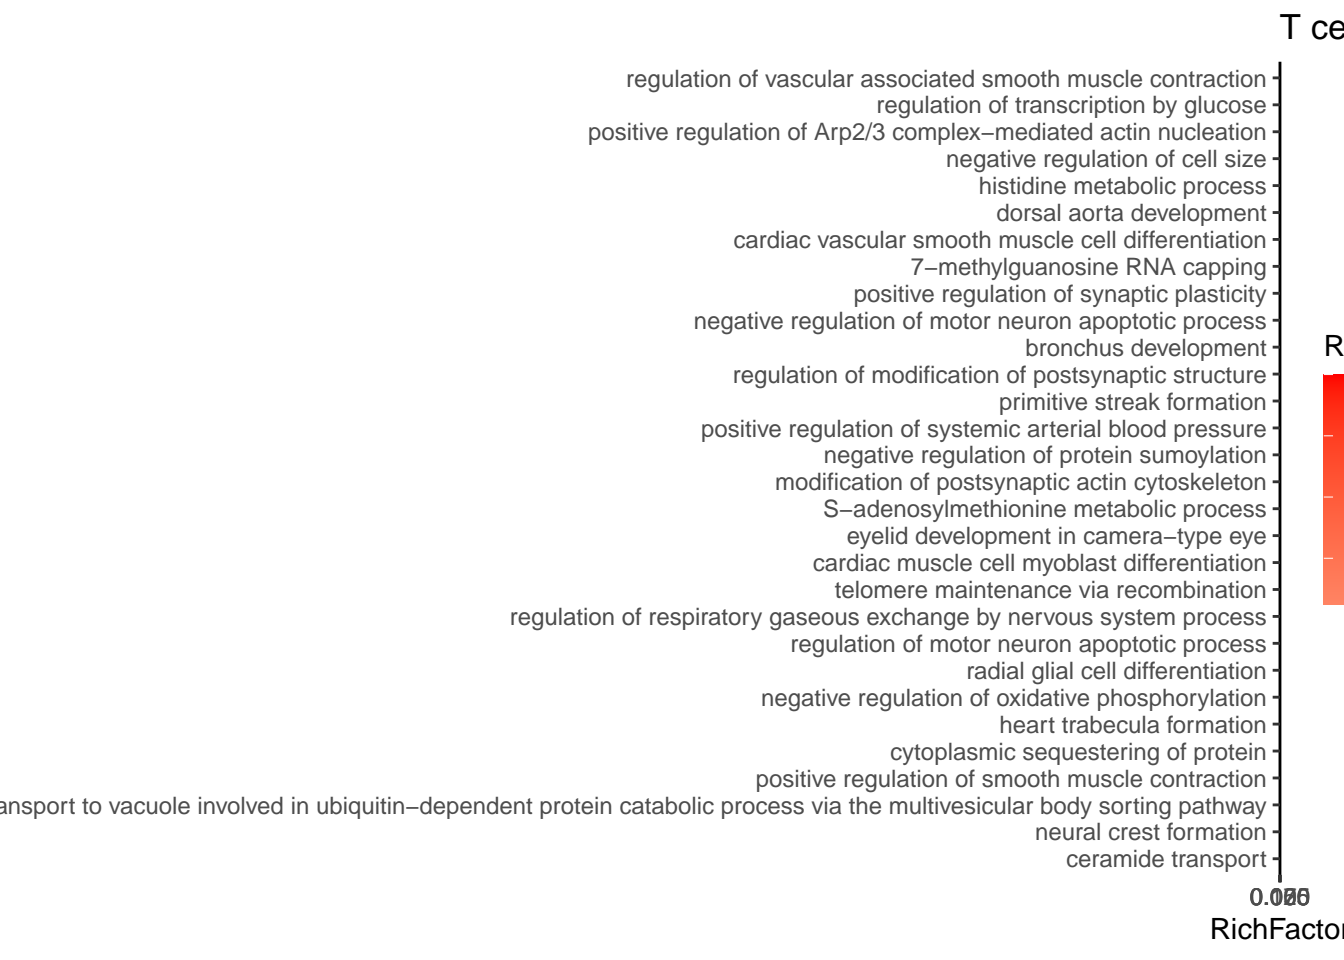 T ce
regulation of vascular associated smooth muscle contraction
regulation of transcription by glucose
positive regulation of Arp2/3 complex−mediated actin nucleation
negative regulation of cell size
histidine metabolic process
dorsal aorta development
cardiac vascular smooth muscle cell differentiation
7−methylguanosine RNA capping
positive regulation of synaptic plasticity
negative regulation of motor neuron apoptotic process
bronchus development
R
regulation of modification of postsynaptic structure
primitive streak formation
positive regulation of systemic arterial blood pressure
negative regulation of protein sumoylation
modification of postsynaptic actin cytoskeleton
S−adenosylmethionine metabolic process
eyelid development in camera−type eye
cardiac muscle cell myoblast differentiation
telomere maintenance via recombination
regulation of respiratory gaseous exchange by nervous system process
regulation of motor neuron apoptotic process
radial glial cell differentiation
negative regulation of oxidative phosphorylation
heart trabecula formation
cytoplasmic sequestering of protein
positive regulation of smooth muscle contraction
ansport to vacuole involved in ubiquitin−dependent protein catabolic process via the multivesicular body sorting pathway
neural crest formation
ceramide transport
RichFactor